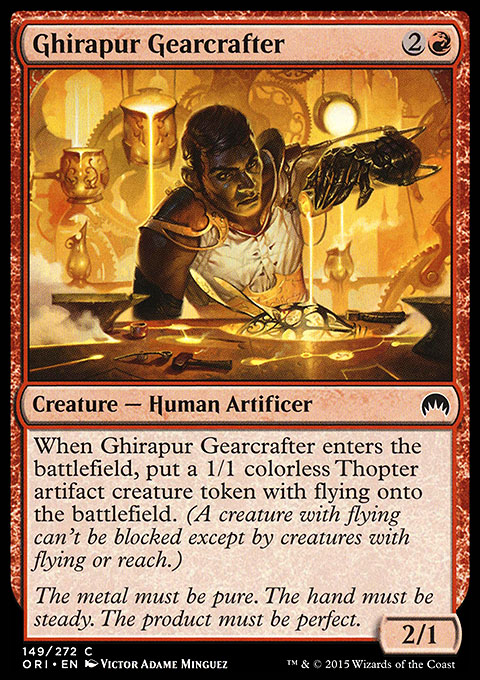 Ghirapur Gearcrafter 2
Creature — Human Artificer
When Ghirapur Gearcrafter enters the
battlefield, put a 1/1 colorless Thopter
artifact creature token with flying onto
the battlefield. (A creature with flying
can't be blocked except by creatures with
flying or reach.)
The metal must be pure. The hand must be
steady. The product must be perfect.
2/1
149/272 C
ORI • EN Victor Adame Minguez
™ & © 2015 Wizards of the Coast